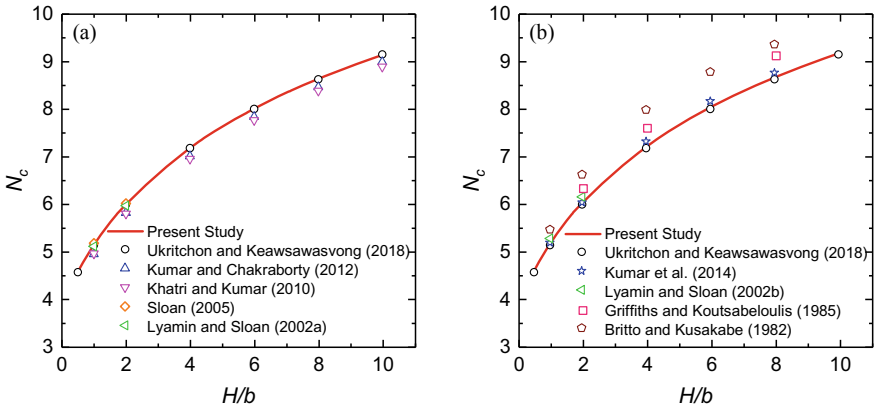 (a)
10
9
8
7
6
5
4
3
N_c
0 2 4 6 8 10
H/b
Present Study
Ukritchon and Keawsawasvong (2018)
Kumar and Chakraborty (2012)
Khatri and Kumar (2010)
Sloan (2005)
Lyamin and Sloan (2002a)
(b)
10
9
8
7
6
5
4
3
N_c
0 2 4 6 8 10
H/b
Present Study
Ukritchon and Keawsawasvong (2018)
Kumar et al. (2014)
Lyamin and Sloan (2002b)
Griffiths and Koutsabeloulis (1985)
Britto and Kusakabe (1982)